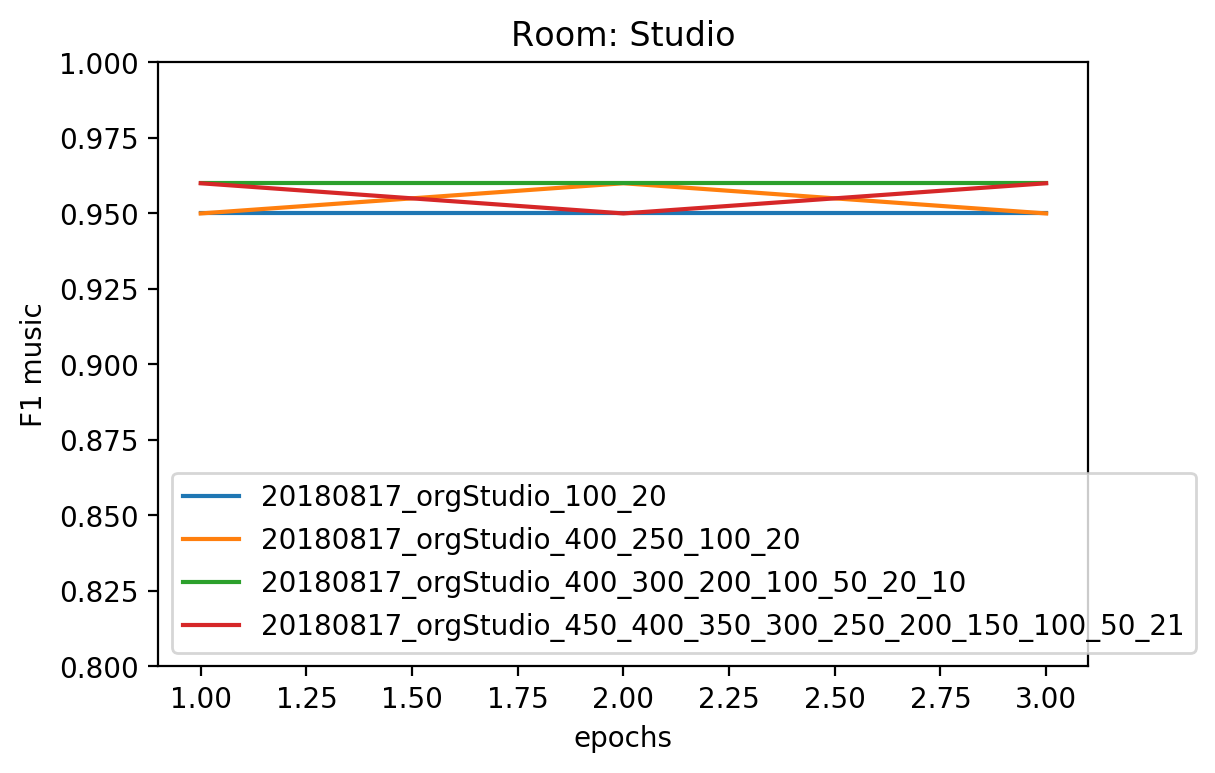 Room: Studio
1.000
0.975
0.950
0.925
0.900
0.875
0.850
0.825
0.800
F1 music
20180817_orgStudio_100_20
20180817_orgStudio_400_250_100_20
20180817_orgStudio_400_300_200_100_50_20_10
20180817_orgStudio_450_400_350_300_250_200_150_100_50_21
1.00 1.25 1.50 1.75 2.00 2.25 2.50 2.75 3.00
epochs